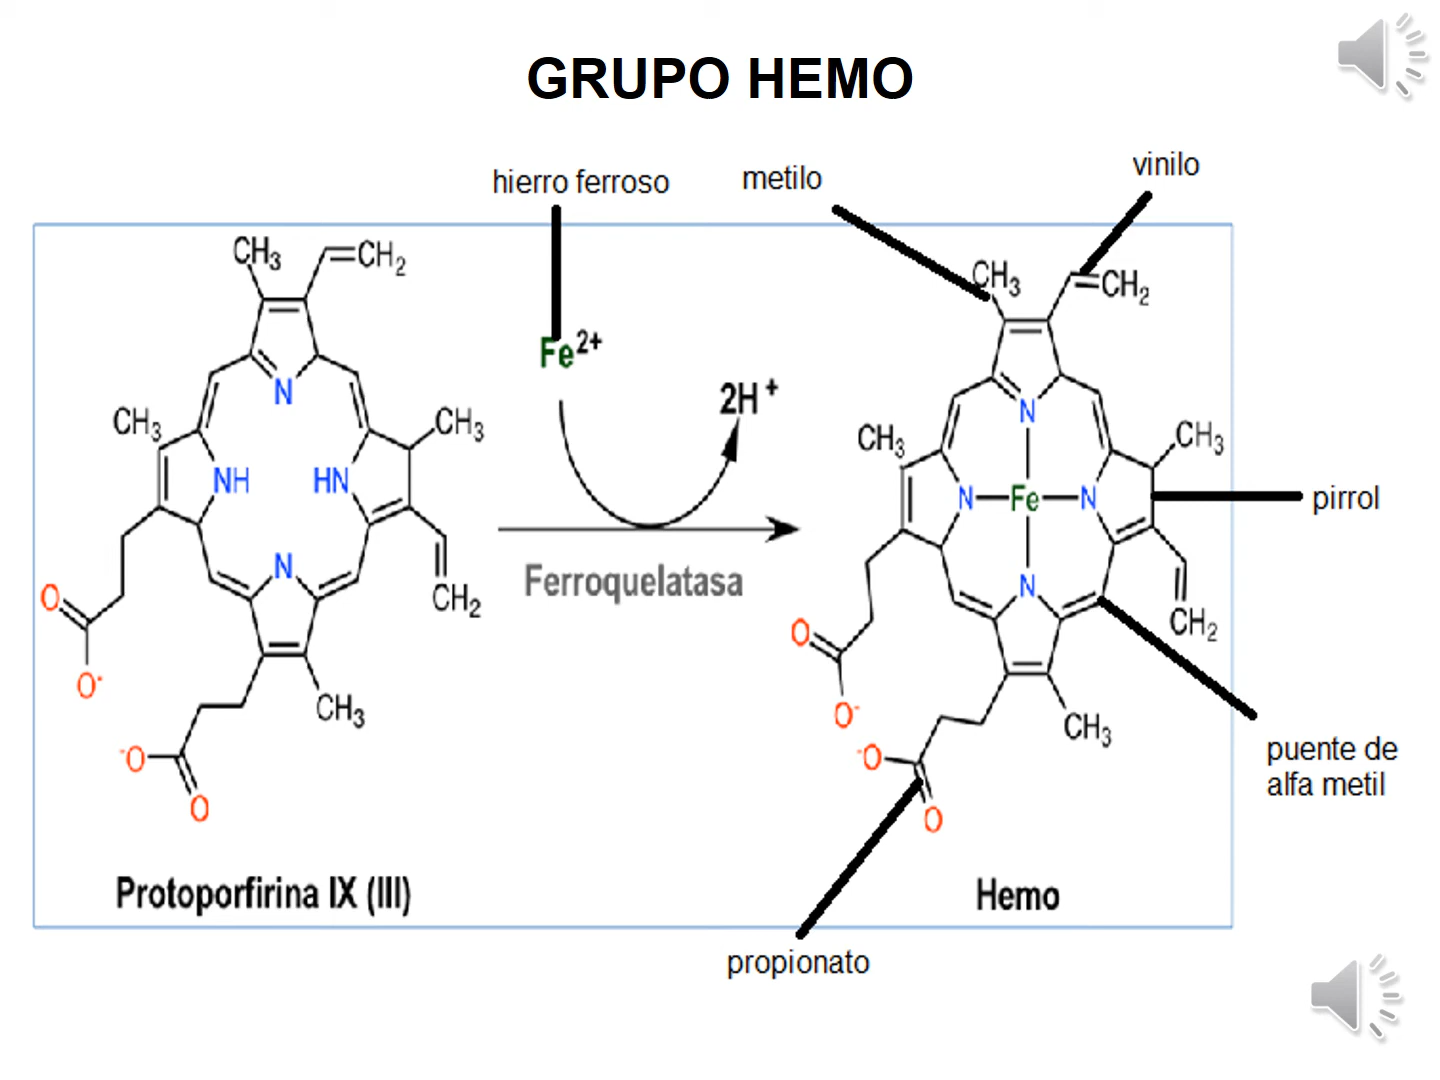 GRUPO HEMO
hierro ferroso
metilo
vinilo
CH3
CH2
Fe2+
CH3
CH2
2H+
N
N
CH3
CH3
CH3
CH3
NH
HN
N
Fe
N
pirrol
N
N
Ferroquelatasa
O
CH2
O
CH2
O-
CH3
O-
CH3
-O
-O
puente de
alfa metil
O
O
Protoporfirina IX (III)
Hemo
propionato